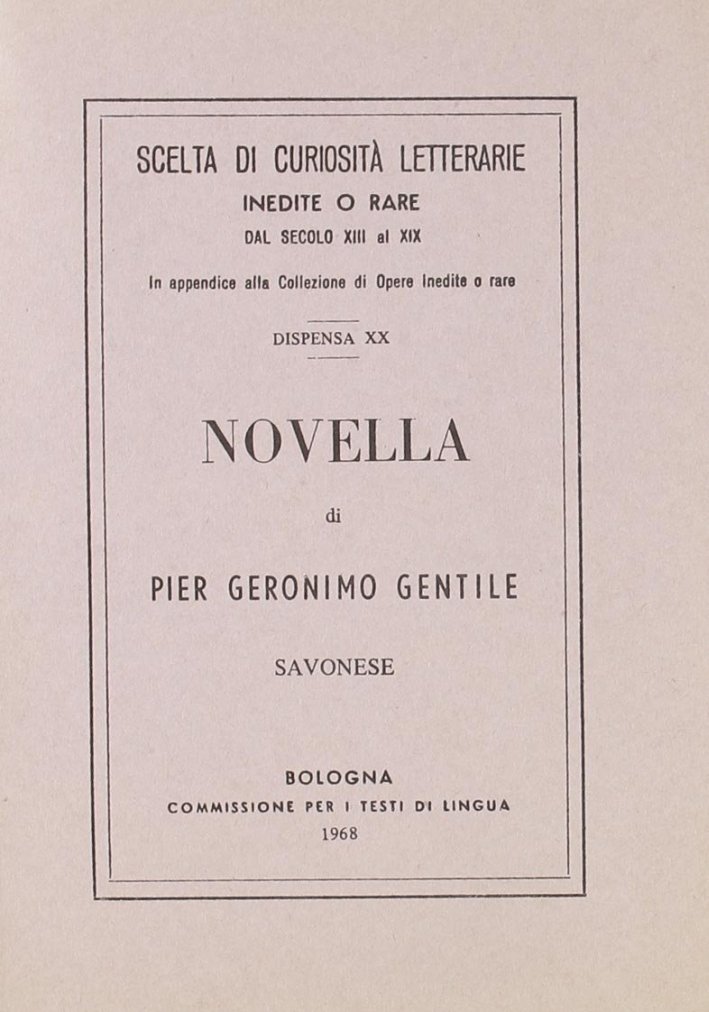 SCELTA DI CURIOSITÀ LETTERARIE
INEDITE O RARE
DAL SECOLO XIII al XIX
In appendice alla Collezione di Opere Inedite o rare
DISPENSA XX
NOVELLA
di
PIER GERONIMO GENTILE
SAVONESE
BOLOGNA
COMMISSIONE PER I TESTI DI LINGUA
1968